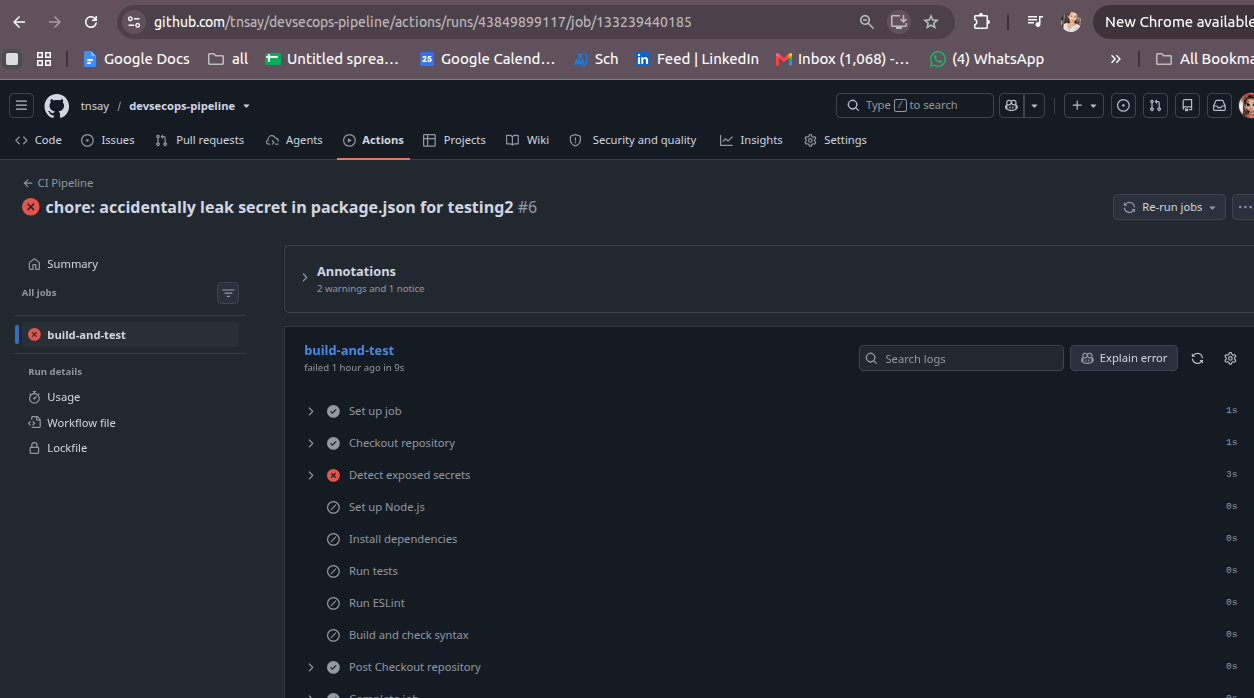 github.com/tnsay/devsecops-pipeline/actions/runs/43849899117/job/133239440185
New Chrome available
Google Docs
all
Untitled sprea...
25
Google Calend...
Sch
in
Feed | LinkedIn
Inbox (1,068) -...
(4) WhatsApp
»
All Bookma
tnsay / devsecops-pipeline
Type / to search
Code
Issues
Pull requests
Agents
Actions
Projects
Wiki
Security and quality
Insights
Settings
← CI Pipeline
chore: accidentally leak secret in package.json for testing2 #6
Re-run jobs
Summary
All jobs
build-and-test
Run details
Usage
Workflow file
Lockfile
Annotations
2 warnings and 1 notice
build-and-test
failed 1 hour ago in 9s
Search logs
Explain error
Set up job 1s
Checkout repository 1s
Detect exposed secrets 3s
Set up Node.js 0s
Install dependencies 0s
Run tests 0s
Run ESLint 0s
Build and check syntax 0s
Post Checkout repository 0s
Complete job 0s